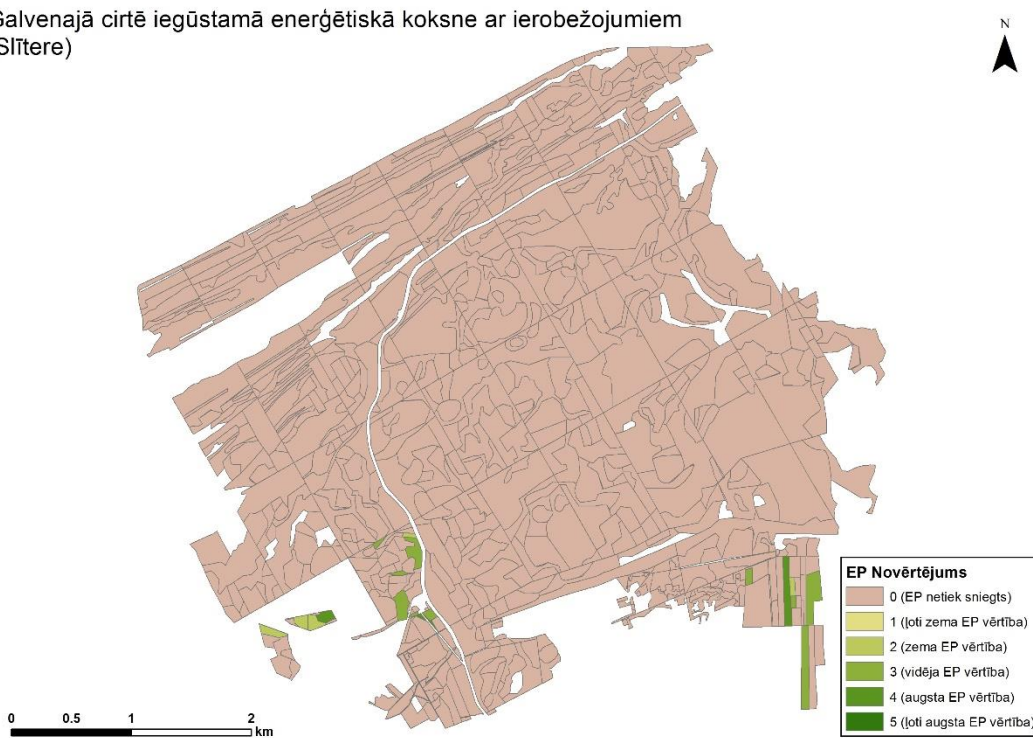 Galvenajā cirtē iegūstamā enerģētiskā koksne ar ierobežojumiem
Slītere)
N
EP Novērtējums
0 (EP netiek sniegts)
1 (ļoti zema EP vērtība)
2 (zema EP vērtība)
3 (vidēja EP vērtība)
4 (augsta EP vērtība)
5 (ļoti augsta EP vērtība)
0 0.5 1 2
km